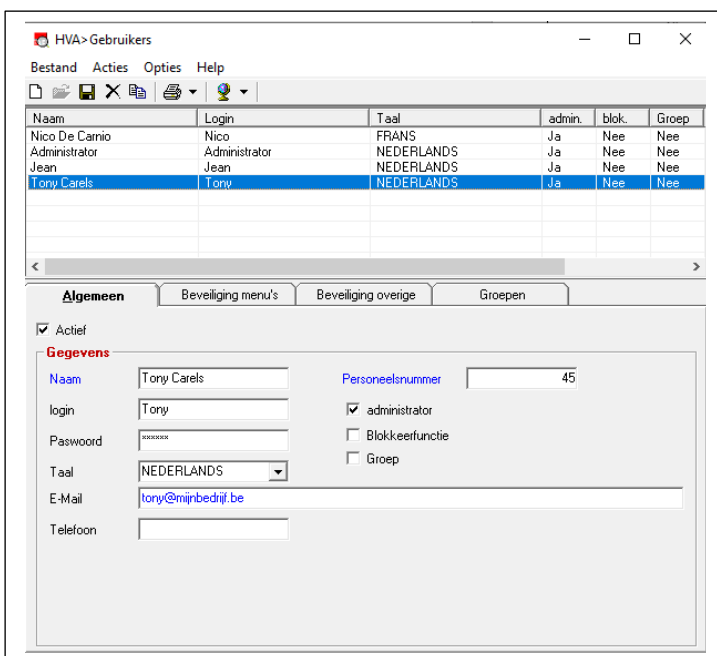 HVA>Gebruikers
Bestand Acties Opties Help
Naam Login Taal admin. blok. Groep
Nico De Carnio Nico FRANS Ja Nee Nee
Administrator Administrator NEDERLANDS Ja Nee Nee
Jean Jean NEDERLANDS Ja Nee Nee
Tony Carels Tony NEDERLANDS Ja Nee Nee
Algemeen Beveiliging menu's Beveiliging overige Groepen
Actief
Gegevens
Naam Tony Carels Personeelsnummer 45
login Tony administrator
Paswoord xxxxxx Blokkeerfunctie
Groep
Taal NEDERLANDS
E-Mail tony@mijnbedrijf.be
Telefoon